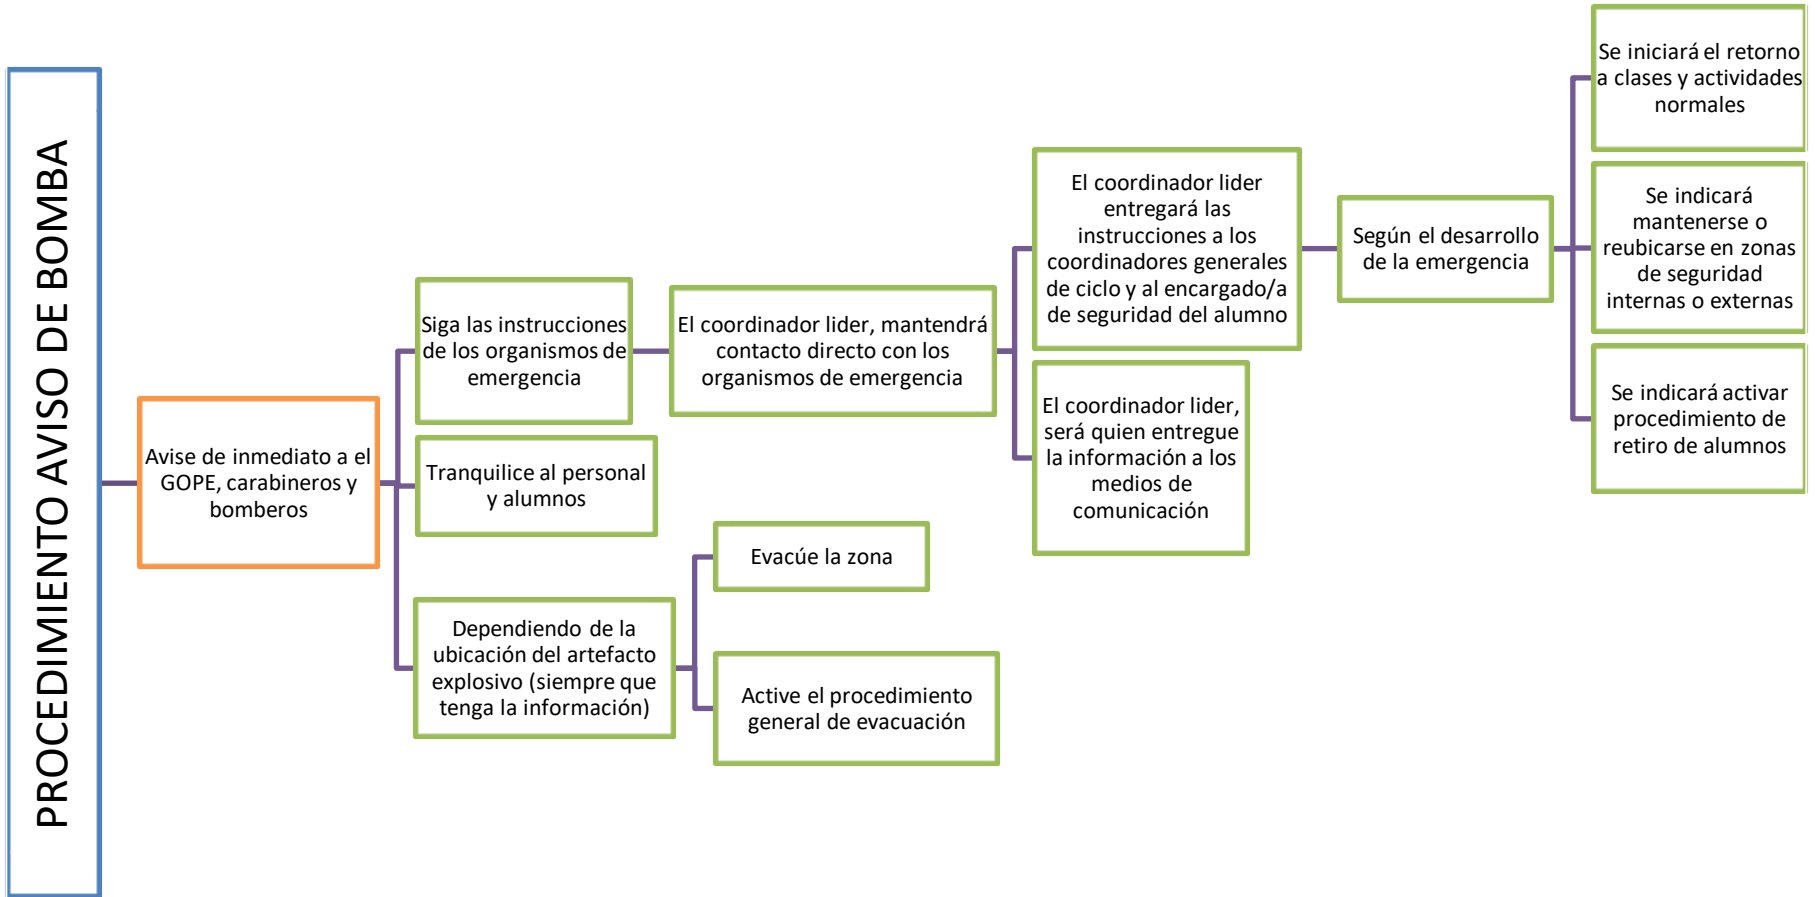 PROCEDIMIENTO AVISO DE BOMBA
Avise de inmediato a el
GOPE, carabineros y
bomberos
Siga las instrucciones
de los organismos de
emergencia
El coordinador lider, mantendrá
contacto directo con los
organismos de emergencia
El coordinador lider
entregará las
instrucciones a los
coordinadores generales
de ciclo y al encargado/a
de seguridad del alumno
Según el desarrollo
de la emergencia
Se iniciará el retorno
a clases y actividades
normales
Se indicará
mantenerse o
reubicarse en zonas
de seguridad
internas o externas
Se indicará activar
procedimiento de
retiro de alumnos
El coordinador lider,
será quien entregue
la información a los
medios de
comunicación
Tranquilice al personal
y alumnos
Dependiendo de la
ubicación del artefacto
explosivo (siempre que
tenga la información)
Evacúe la zona
Active el procedimiento
general de evacuación